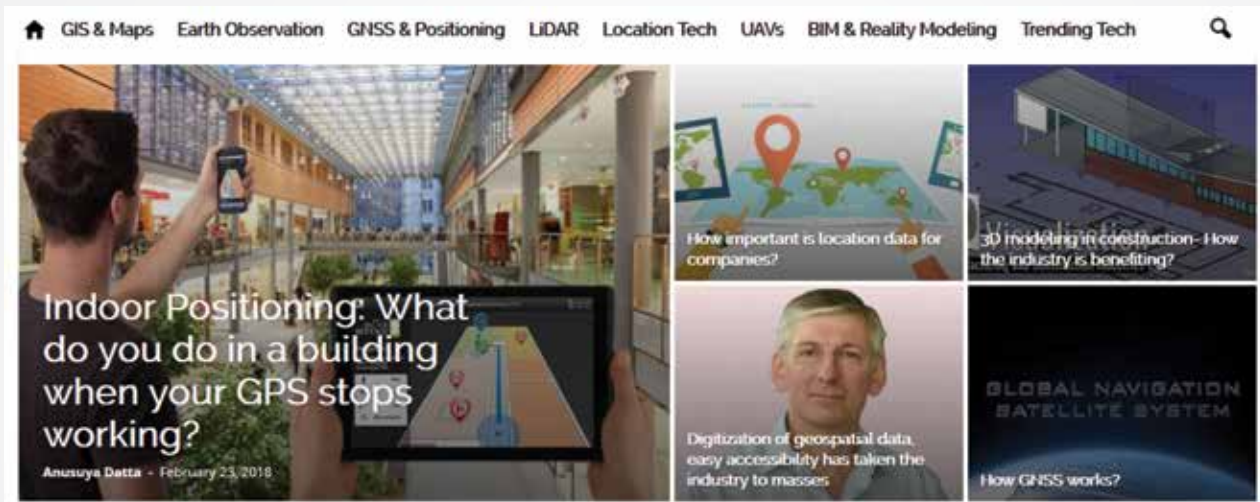 GIS & Maps Earth Observation GNSS & Positioning LiDAR Location Tech UAVs BIM & Reality Modeling Trending Tech
Indoor Positioning: What
do you do in a building
when your GPS stops
working?
Anusuya Datta - February 23, 2018
How important is location data for
companies?
Visualization
3D modeling in construction- How
the industry is benefiting?
Digitization of geospatial data,
easy accessibility has taken the
industry to masses
GLOBAL NAVIGATION
SATELLITE SYSTEM
How GNSS works?